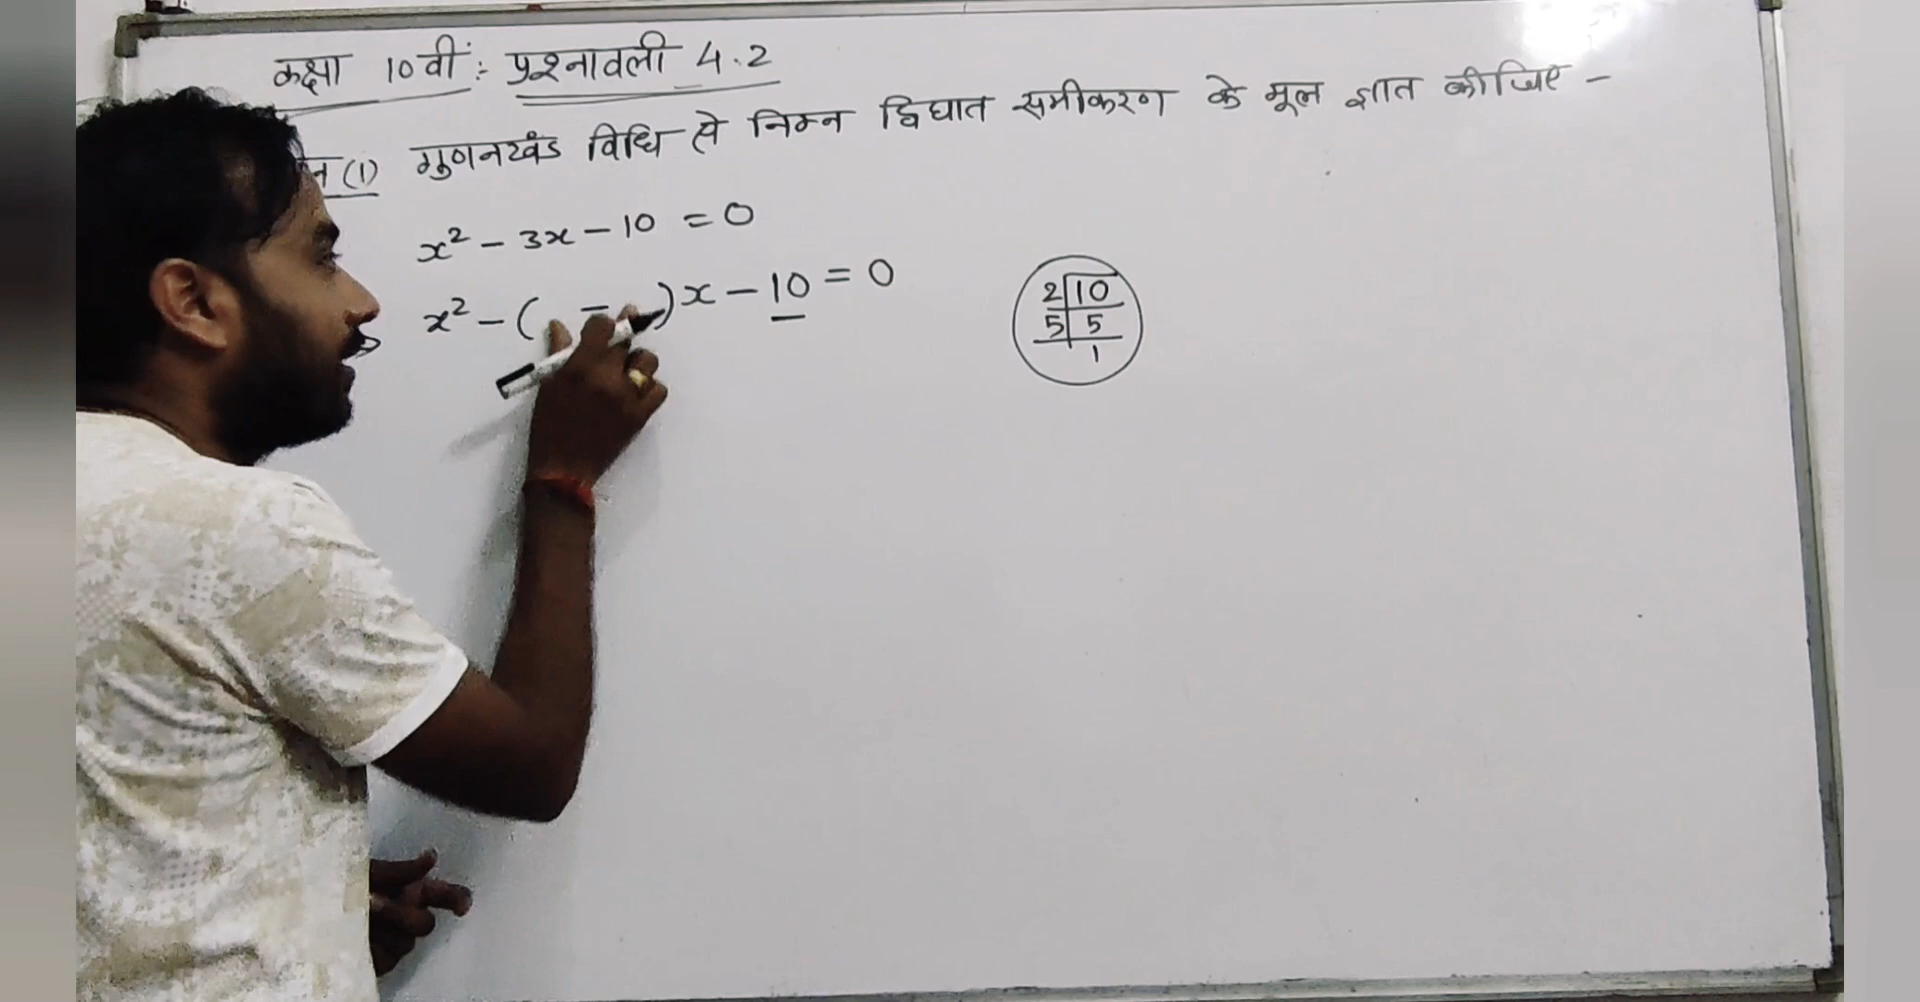 कक्षा 10वीं :- प्रश्नावली 4.2
(1) गुणनखंड विधि से निम्न द्विघात समीकरण के मूल ज्ञात कीजिए -
x² - 3x - 10 = 0
x² - ( - )x - 10 = 0
2 | 10
5 | 5
1